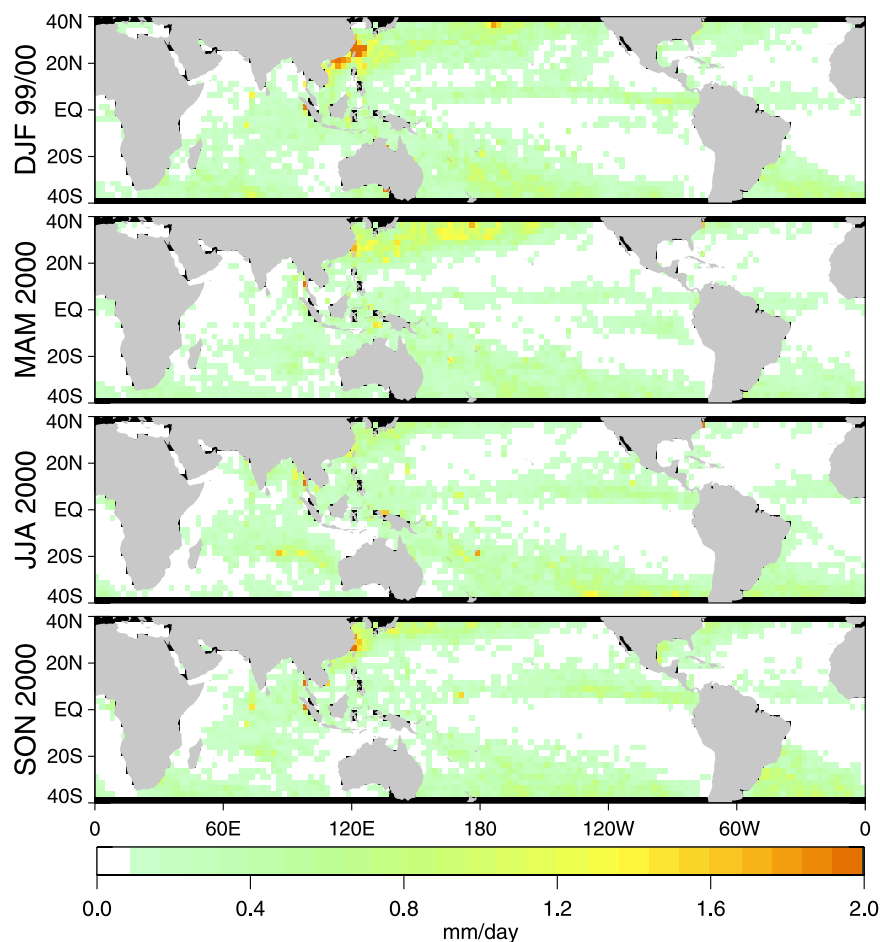 40N
20N
EQ
20S
40S
DJF 99/00
40N
20N
EQ
20S
40S
MAM 2000
40N
20N
EQ
20S
40S
JJA 2000
40N
20N
EQ
20S
40S
SON 2000
0 60E 120E 180 120W 60W 0
0.0 0.4 0.8 1.2 1.6 2.0
mm/day